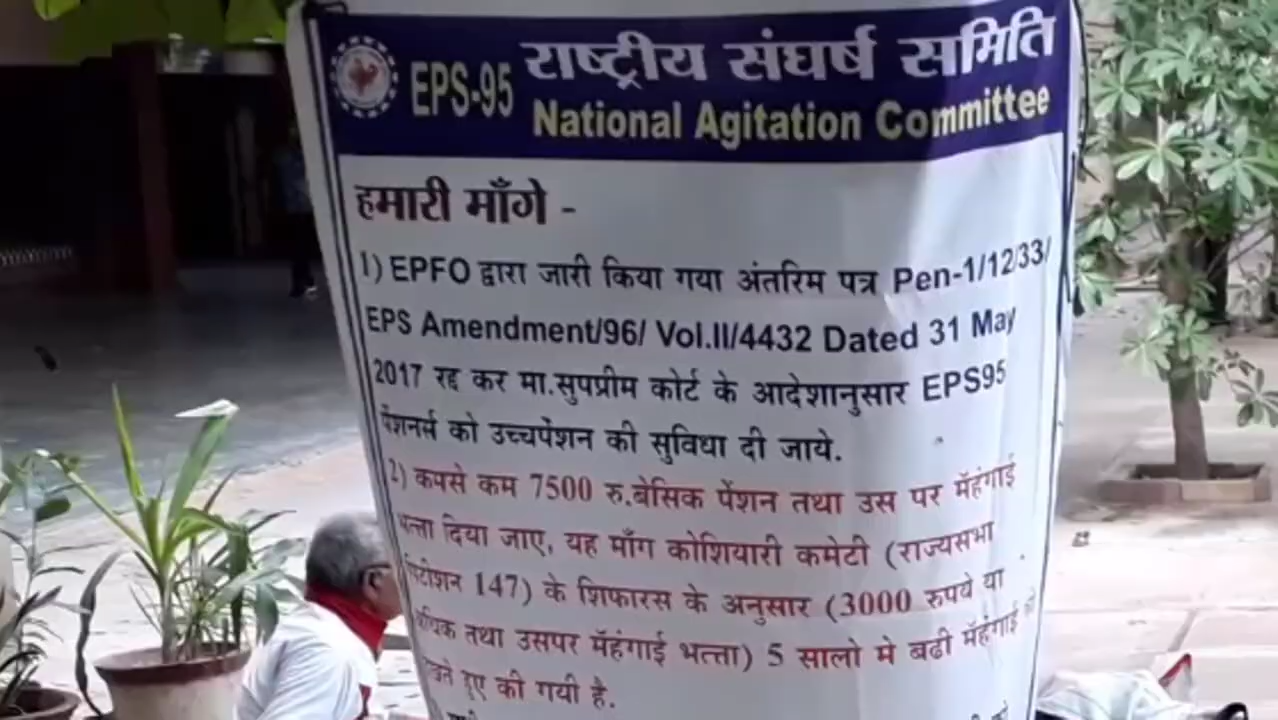 EPS-95 राष्ट्रीय संघर्ष समिति
National Agitation Committee
हमारी माँगे -
1) EPFO द्वारा जारी किया गया अंतरिम पत्र Pen-1/12/33/
EPS Amendment/96/ Vol.II/4432 Dated 31 May
2017 रद्द कर मा.सुपप्रीम कोर्ट के आदेशानुसार EPS95
पेंशनर्स को उच्चपेंशन की सुविधा दी जाये.
2) कमसे कम 7500 रु.बेसिक पेंशन तथा उस पर मॅहंगाई
भत्ता दिया जाए, यह माँग कोशियारी कमेटी (राज्यसभा
पिटीशन 147) के शिफारस के अनुसार (3000 रुपये या
अधिक तथा उसपर मॅहंगाई भत्ता) 5 सालो मे बढी मॅहंगाई
हुए की गयी है.